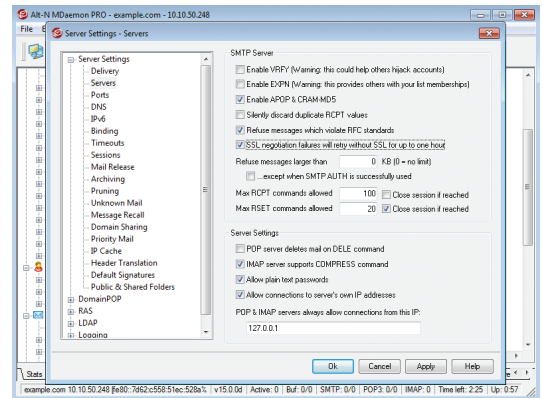 Alt-N MDaemon PRO - example.com - 10.10.50.248
File
Server Settings - Servers
Server Settings
Delivery
Servers
Ports
DNS
IPv6
Binding
Timeouts
Sessions
Mail Release
Archiving
Pruning
Unknown Mail
Message Recall
Domain Sharing
Priority Mail
IP Cache
Header Translation
Default Signatures
Public & Shared Folders
DomainPOP
RAS
LDAP
Logging
SMTP Server
Enable VRFY (Warning: this could help others hijack accounts)
Enable EXPN (Warning: this provides others with your list memberships)
Enable APOP & CRAM-MD5
Silently discard duplicate RCPT values
Refuse messages which violate RFC standards
SSL negotiation failures will retry without SSL for up to one hour
Refuse messages larger than 0 KB (0 = no limit)
...except when SMTP AUTH is successfully used
Max RCPT commands allowed 100 Close session if reached
Max RSET commands allowed 20 Close session if reached
Server Settings
POP server deletes mail on DELE command
IMAP server supports COMPRESS command
Allow plain text passwords
Allow connections to server's own IP addresses
POP & IMAP servers always allow connections from this IP:
127.0.0.1
Ok Cancel Apply Help
Stats
example.com 10.10.50.248 [fe80::7d62:c558:51ec:528a% v15.0.0d Active: 0 Buf: 0/0 SMTP: 0/0 POP3: 0/0 IMAP: 0 Time left: 2:25 Up: 0:57